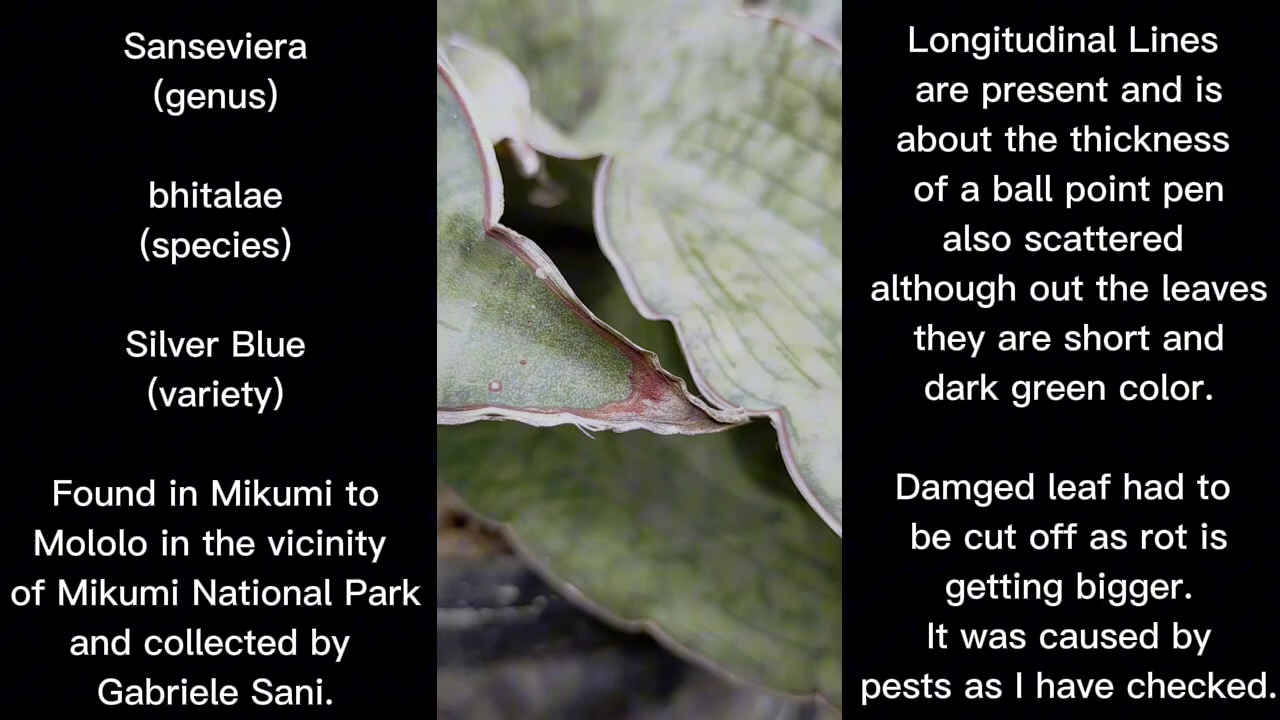 Sanseviera
(genus)
bhitalae
(species)
Silver Blue
(variety)
Found in Mikumi to
Mololo in the vicinity
of Mikumi National Park
and collected by
Gabriele Sani.
Longitudinal Lines
are present and is
about the thickness
of a ball point pen
also scattered
although out the leaves
they are short and
dark green color.
Damged leaf had to
be cut off as rot is
getting bigger.
It was caused by
pests as I have checked.